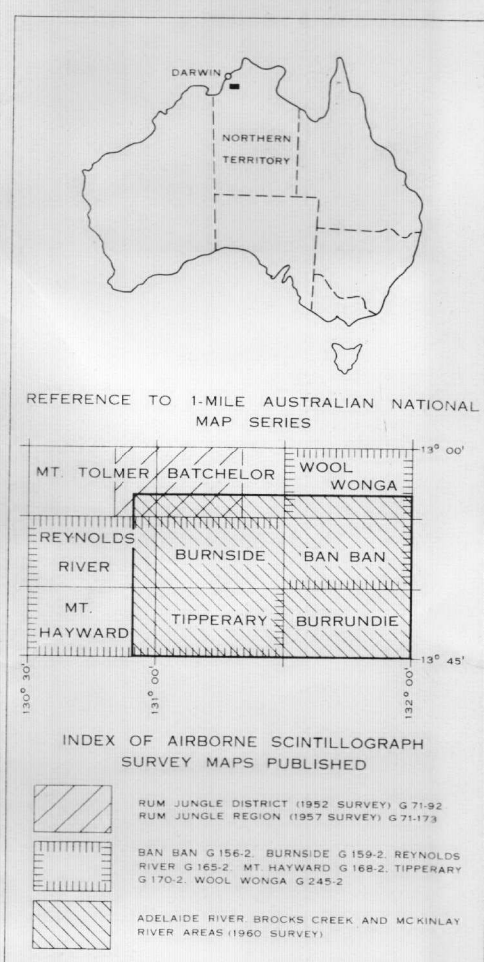 DARWIN
NORTHERN
TERRITORY
REFERENCE TO 1-MILE AUSTRALIAN NATIONAL
MAP SERIES
13° 00'
MT. TOLMER
BATCHELOR
WOOL
WONGA
REYNOLDS
RIVER
BURNSIDE
BAN BAN
MT.
HAYWARD
TIPPERARY
BURRUNDIE
13° 45'
130° 30'
131° 00'
132° 00'
INDEX OF AIRBORNE SCINTILLOGRAPH
SURVEY MAPS PUBLISHED
RUM JUNGLE DISTRICT (1952 SURVEY) G 71-92
RUM JUNGLE REGION (1957 SURVEY) G 71-173
BAN BAN G 156-2, BURNSIDE G 159-2, REYNOLDS
RIVER G 165-2, MT. HAYWARD G 168-2, TIPPERARY
G 170-2, WOOL WONGA G 245-2
ADELAIDE RIVER, BROCKS CREEK AND MCKINLAY
RIVER AREAS (1960 SURVEY)